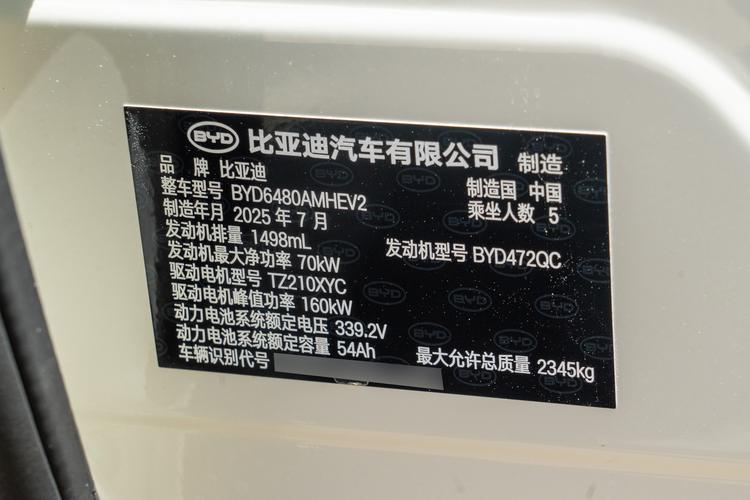 BYD 比亚迪汽车有限公司 制造
品 牌 比亚迪
整车型号 BYD6480AMHEV2 制造国 中国
制造年月 2025 年 7 月 乘坐人数 5
发动机排量 1498mL 发动机型号 BYD472QC
发动机最大净功率 70kW
驱动电机型号 TZ210XYC
驱动电机峰值功率 160kW
动力电池系统额定电压 339.2V
动力电池系统额定容量 54Ah 最大允许总质量 2345kg
车辆识别代号